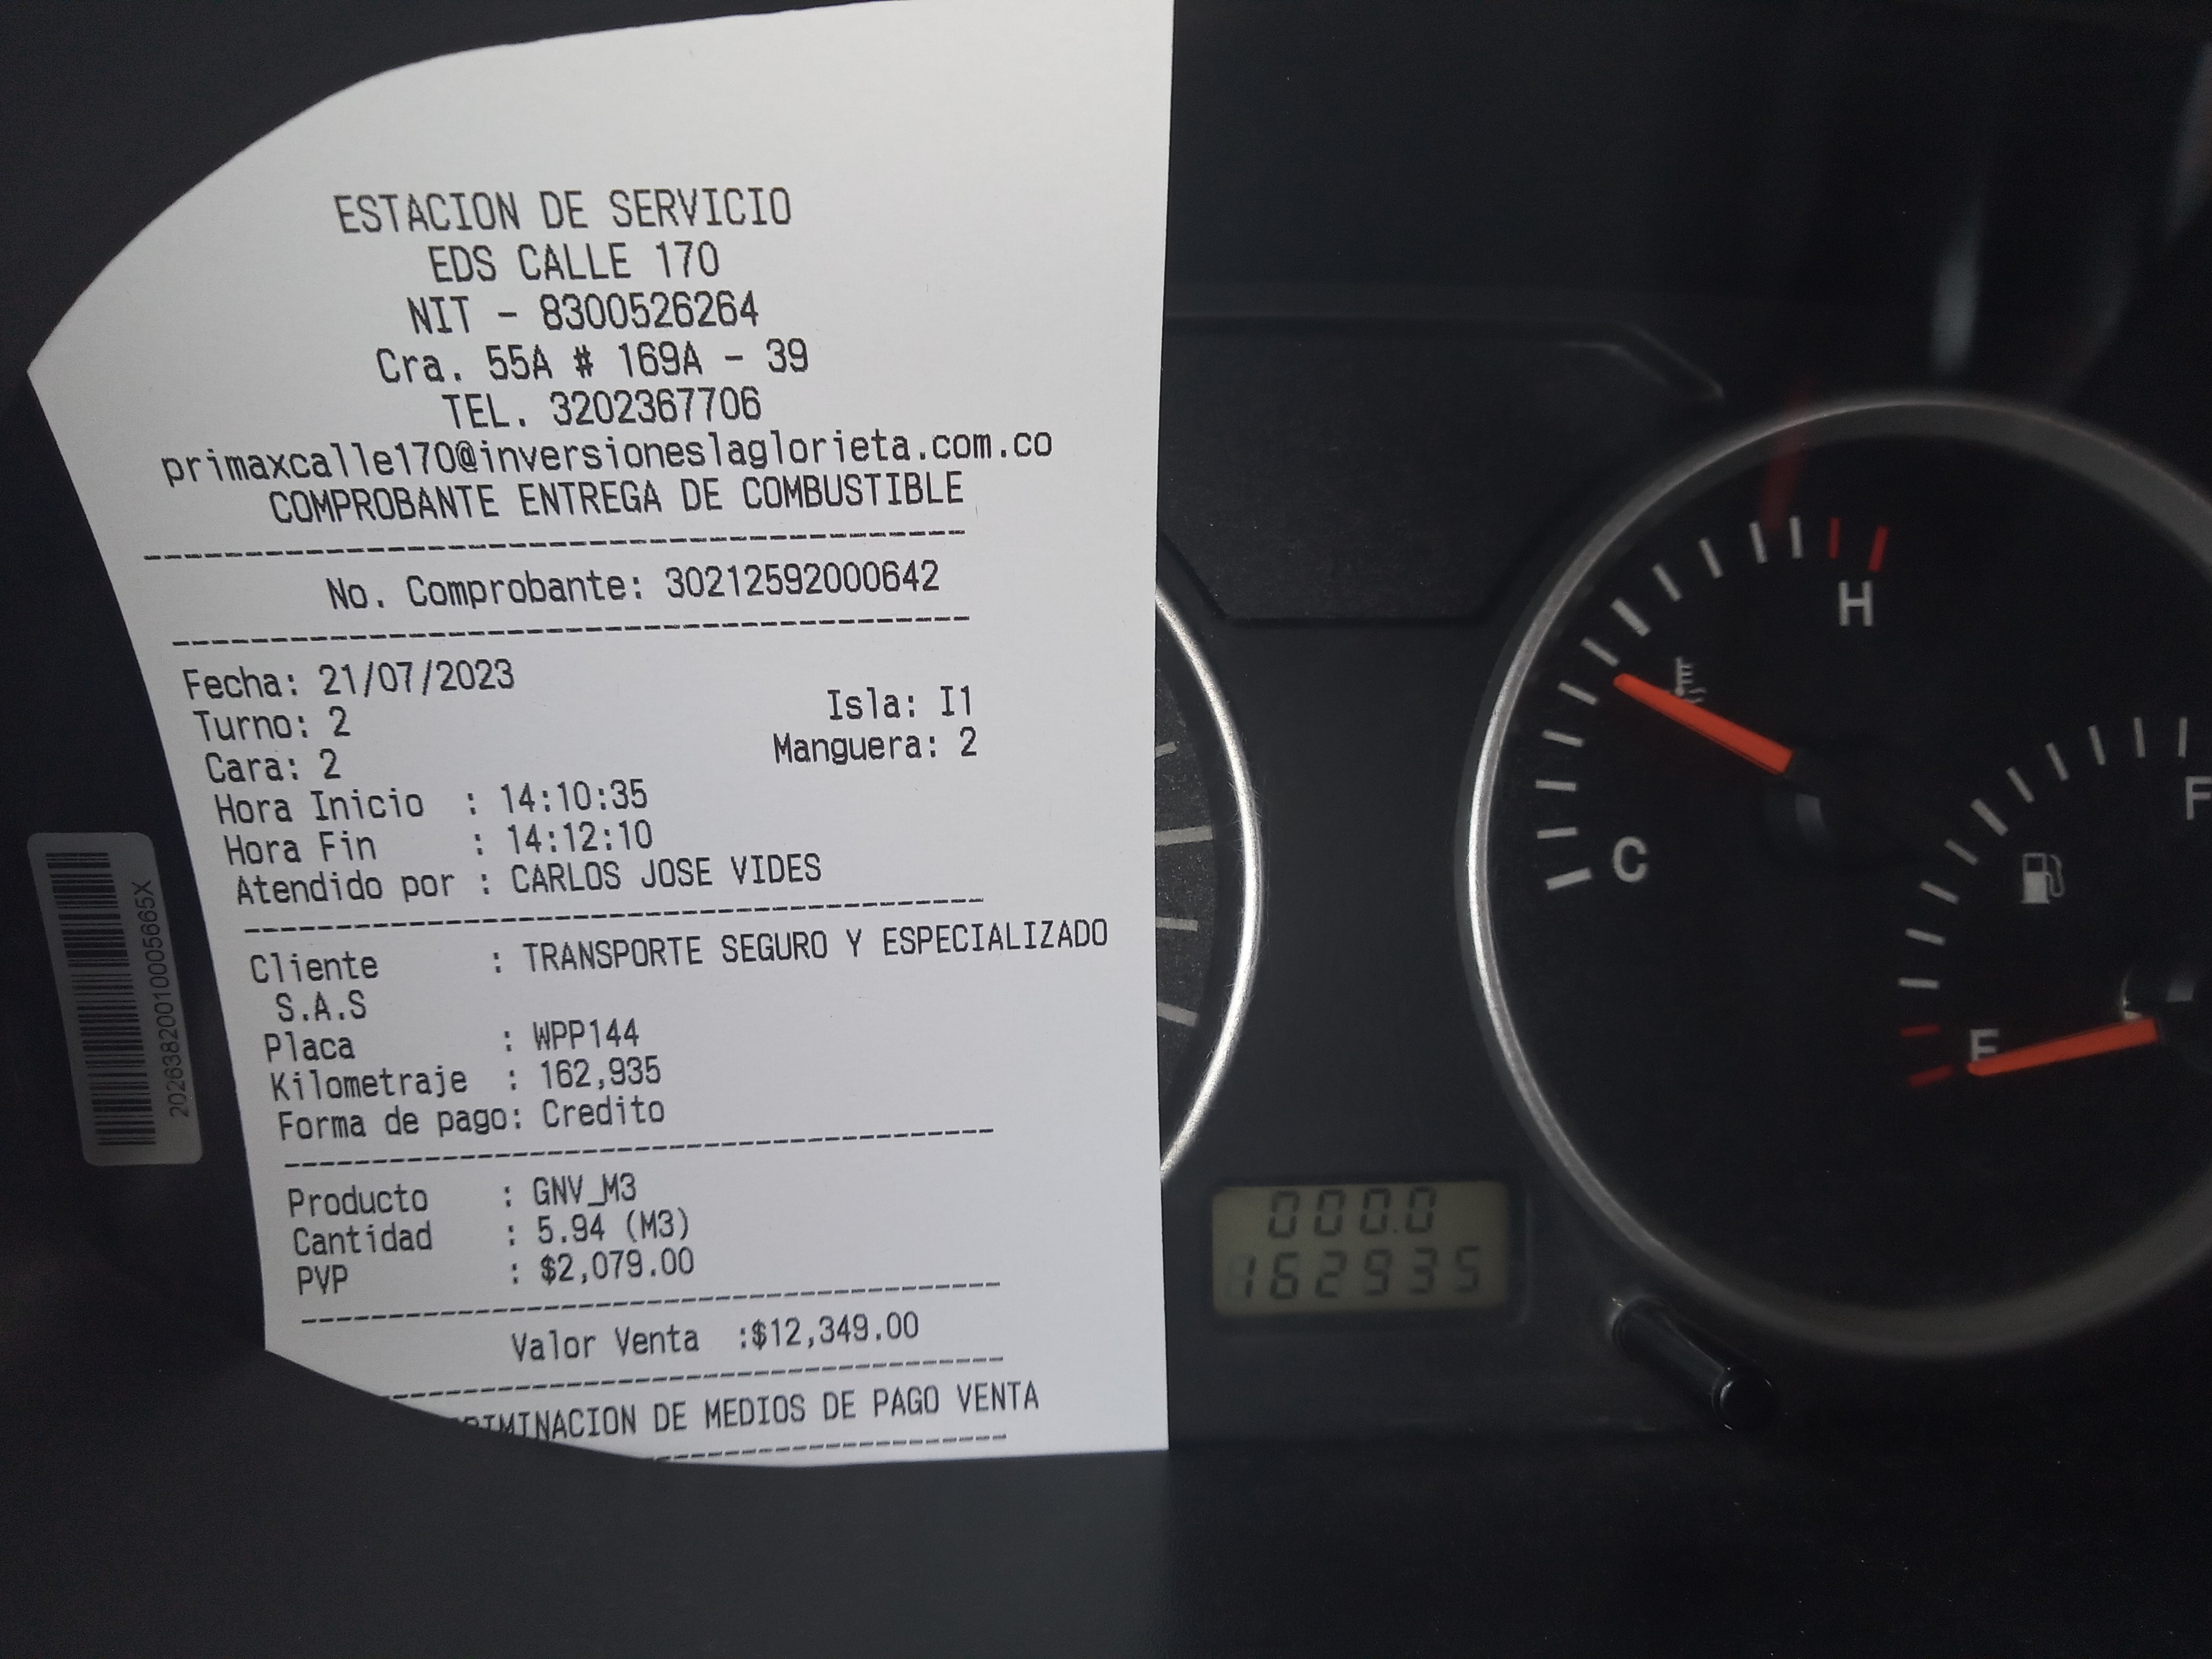 ESTACION DE SERVICIO
EDS CALLE 170
NIT - 8300526264
Cra. 55A # 169A - 39
TEL. 3202367706
primaxcalle170@inversioneslaglorieta.com.co
COMPROBANTE ENTREGA DE COMBUSTIBLE
No. Comprobante: 30212592000642
Fecha: 21/07/2023
Turno: 2 Isla: I1
Cara: 2 Manguera: 2
Hora Inicio : 14:10:35
Hora Fin : 14:12:10
Atendido por : CARLOS JOSE VIDES
Cliente : TRANSPORTE SEGURO Y ESPECIALIZADO
S.A.S
Placa : WPP144
Kilometraje : 162,935
Forma de pago: Credito
Producto : GNV_M3
Cantidad : 5.94 (M3)
PVP : $2,079.00
Valor Venta :$12,349.00
DE MEDIOS DE PAGO VENTA
20263820010005665X
H
C
F
E
000.0
162935